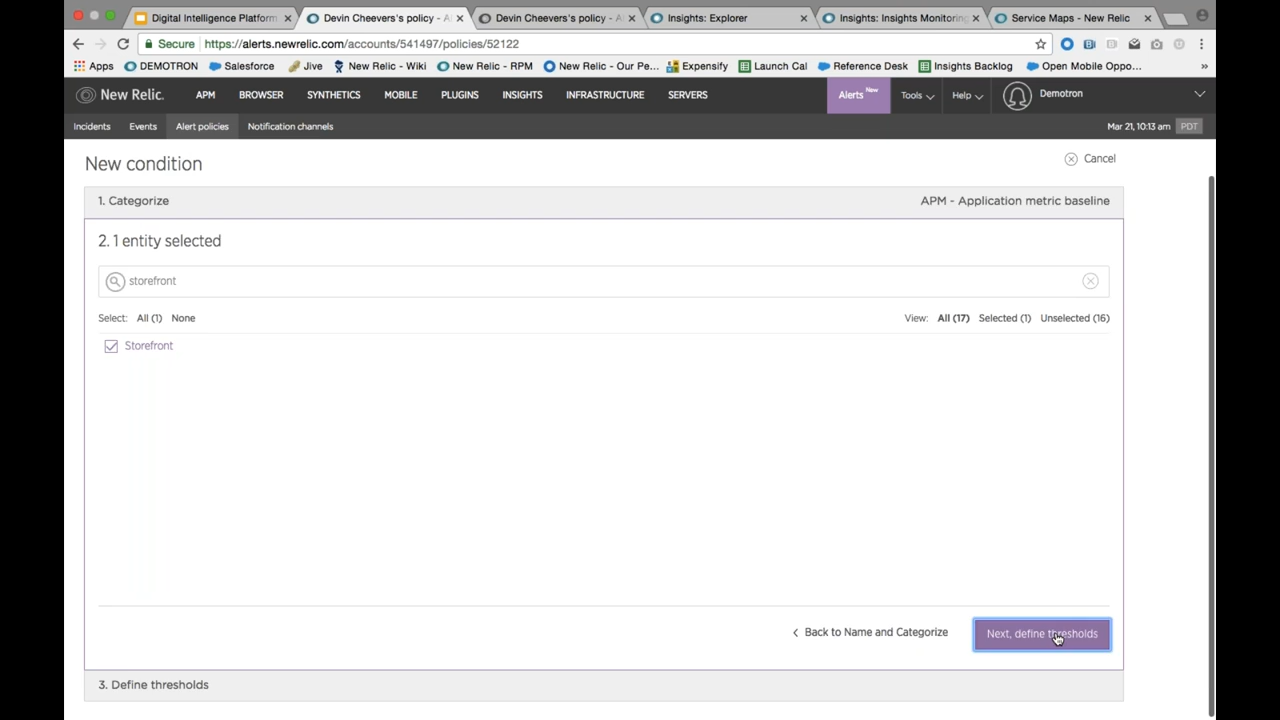 Digital Intelligence Platform
Devin Cheevers's policy - Al
Devin Cheevers's policy - Al
Insights: Explorer
Insights: Insights Monitoring
Service Maps - New Relic
Secure https://alerts.newrelic.com/accounts/541497/policies/52122
Apps DEMOTRON Salesforce Jive New Relic - Wiki New Relic - RPM New Relic - Our Pe... Expensify Launch Cal Reference Desk Insights Backlog Open Mobile Oppo... »
New Relic. APM BROWSER SYNTHETICS MOBILE PLUGINS INSIGHTS INFRASTRUCTURE SERVERS Alerts New Tools Help Demotron
Incidents Events Alert policies Notification channels Mar 21, 10:13 am PDT
New condition Cancel
1. Categorize APM - Application metric baseline
2. 1 entity selected
storefront
Select: All (1) None View: All (17) Selected (1) Unselected (16)
Storefront
Back to Name and Categorize Next, define thresholds
3. Define thresholds